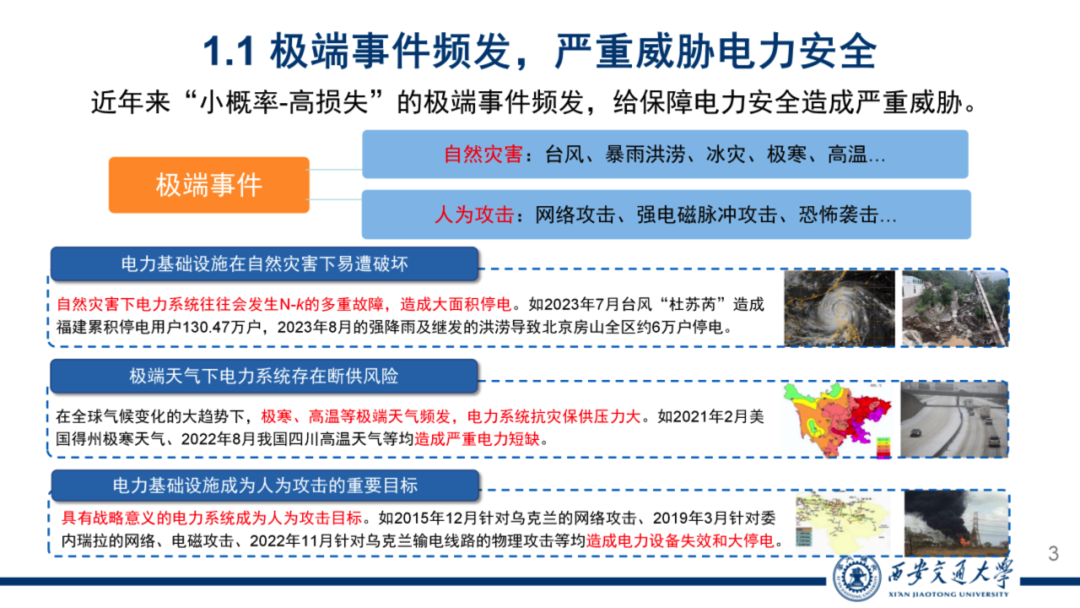 1.1 极端事件频发，严重威胁电力安全
近年来“小概率-高损失”的极端事件频发，给保障电力安全造成严重威胁。
极端事件
自然灾害：台风、暴雨洪涝、冰灾、极寒、高温…
人为攻击：网络攻击、强电磁脉冲攻击、恐怖袭击…
电力基础设施在自然灾害下易遭破坏
自然灾害下电力系统往往会发生N-k的多重故障，造成大面积停电。如2023年7月台风“杜苏芮”造成
福建累积停电用户130.47万户，2023年8月的强降雨及继发的洪涝导致北京房山全区约6万户停电。
极端天气下电力系统存在断供风险
在全球气候变化的大趋势下，极寒、高温等极端天气频发，电力系统抗灾保供压力大。如2021年2月美
国得州极寒天气、2022年8月我国四川高温天气等均造成严重电力短缺。
电力基础设施成为人为攻击的重要目标
具有战略意义的电力系统成为人为攻击目标。如2015年12月针对乌克兰的网络攻击、2019年3月针对委
内瑞拉的网络、电磁攻击、2022年11月针对乌克兰输电线路的物理攻击等均造成电力设备失效和大停电。
3
西安交通大学
XI'AN JIAOTONG UNIVERSITY